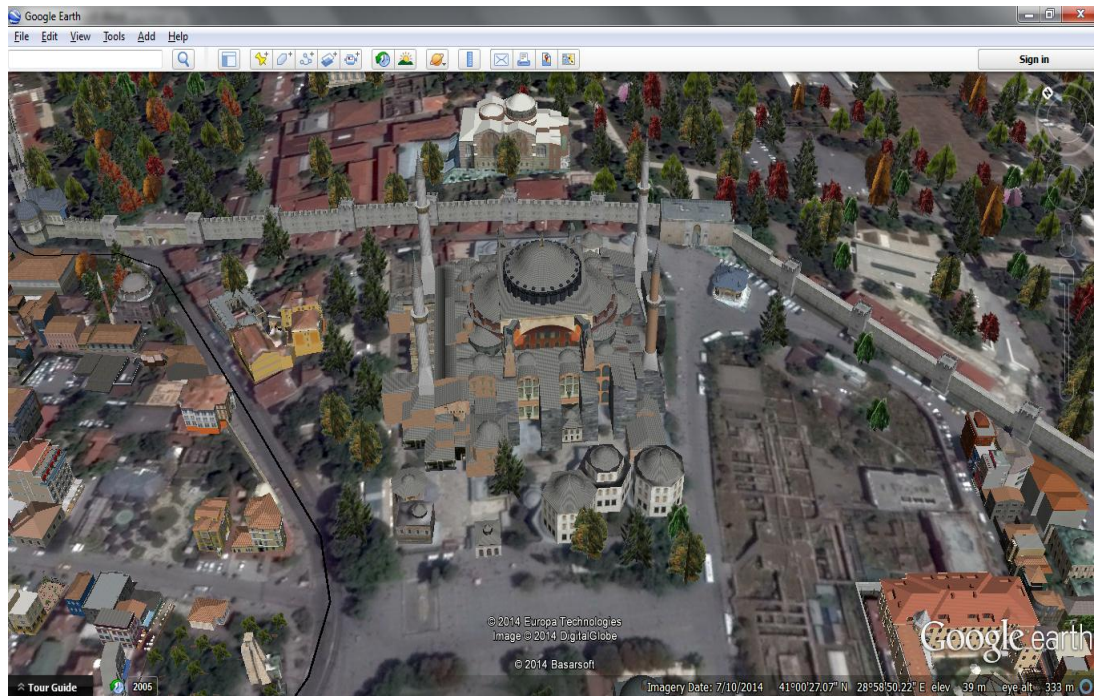 Google Earth
File Edit View Tools Add Help
Sign in
© 2014 Europa Technologies
Image © 2014 DigitalGlobe
© 2014 Basarsoft
Google earth
Tour Guide 2005 Imagery Date: 7/10/2014 41°00'27.07" N 28°58'50.22" E elev 39 m eye alt 333 m